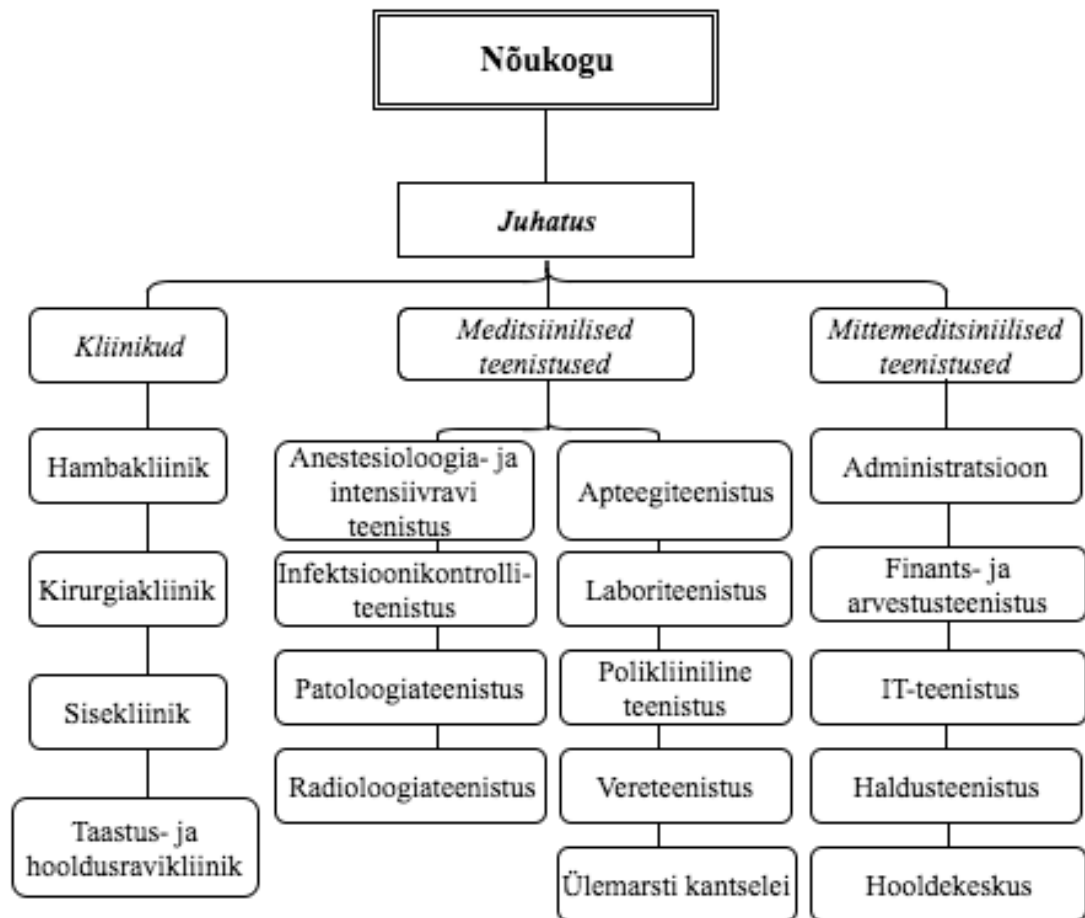 Nõukogu
Juhatus
Kliinikud
Meditsiinilised
teenistused
Mittemeditsiniilised
teenistused
Hambakliinik
Kirurgiakliinik
Sisekliinik
Taastus- ja
hooldusravikliinik
Anestesioloogia- ja
intensiivravi
teenistus
Infektsioonikontrolli-
teenistus
Patoloogiateenistus
Radioloogiateenistus
Apteegiteenistus
Laboriteenistus
Polikliiniline
teenistus
Vereteenistus
Ülemarsti kantselei
Administratsioon
Finants- ja
arvestusteenistus
IT-teenistus
Haldusteenistus
Hooldekeskus